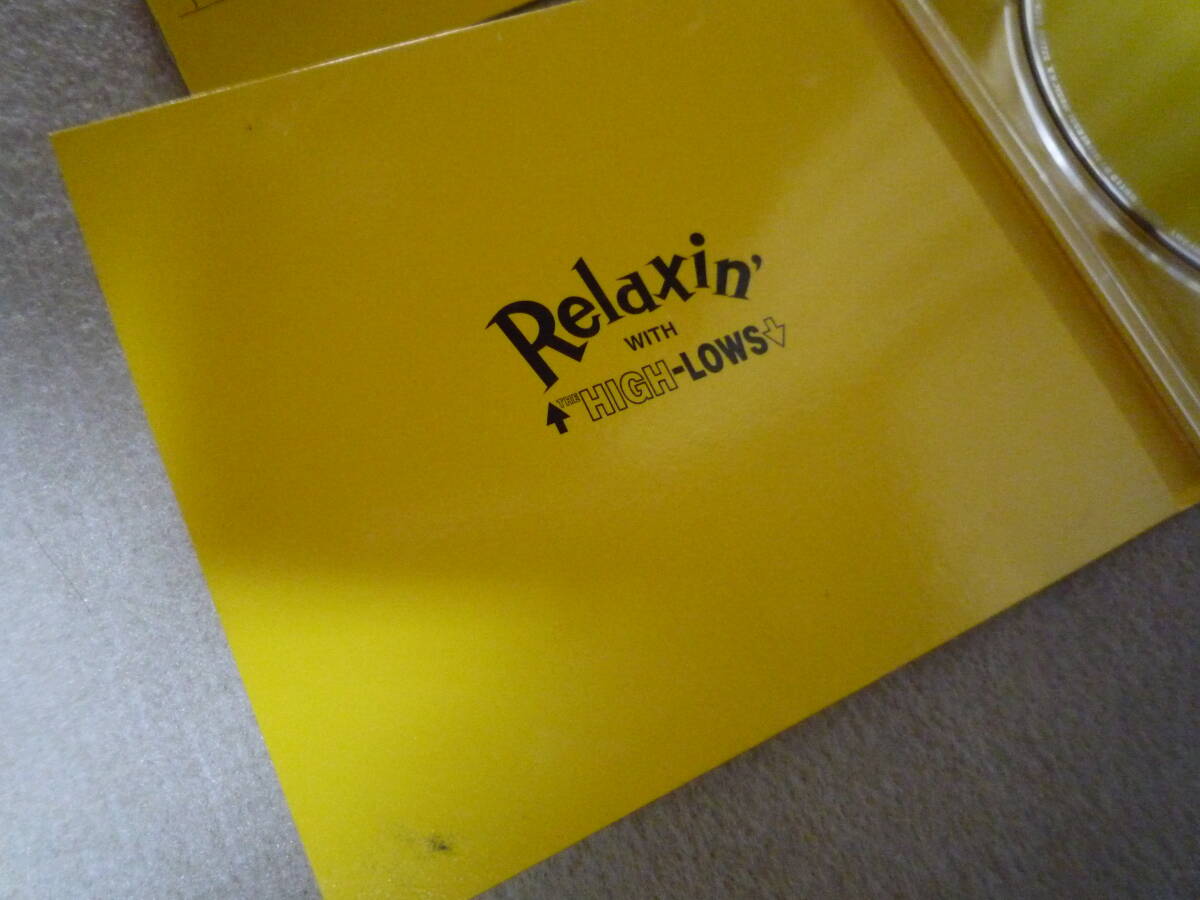 Relaxin'
WITH
↑THE HIGH-LOWS↓